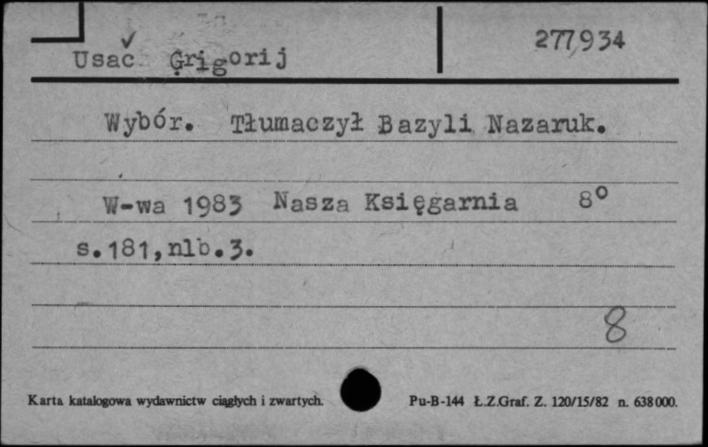 Usač Grigorij 277934
Wybór. Tłumaczył Bazyli Nazaruk.
W-wa 1983 Nasza Księgarnia 8°
s.181,nlb.3.
8
Karta katalogowa wydawnictw ciągłych i zwartych. Pu-B-144 Ł.Z.Graf. Z. 120/15/82 n. 638000.